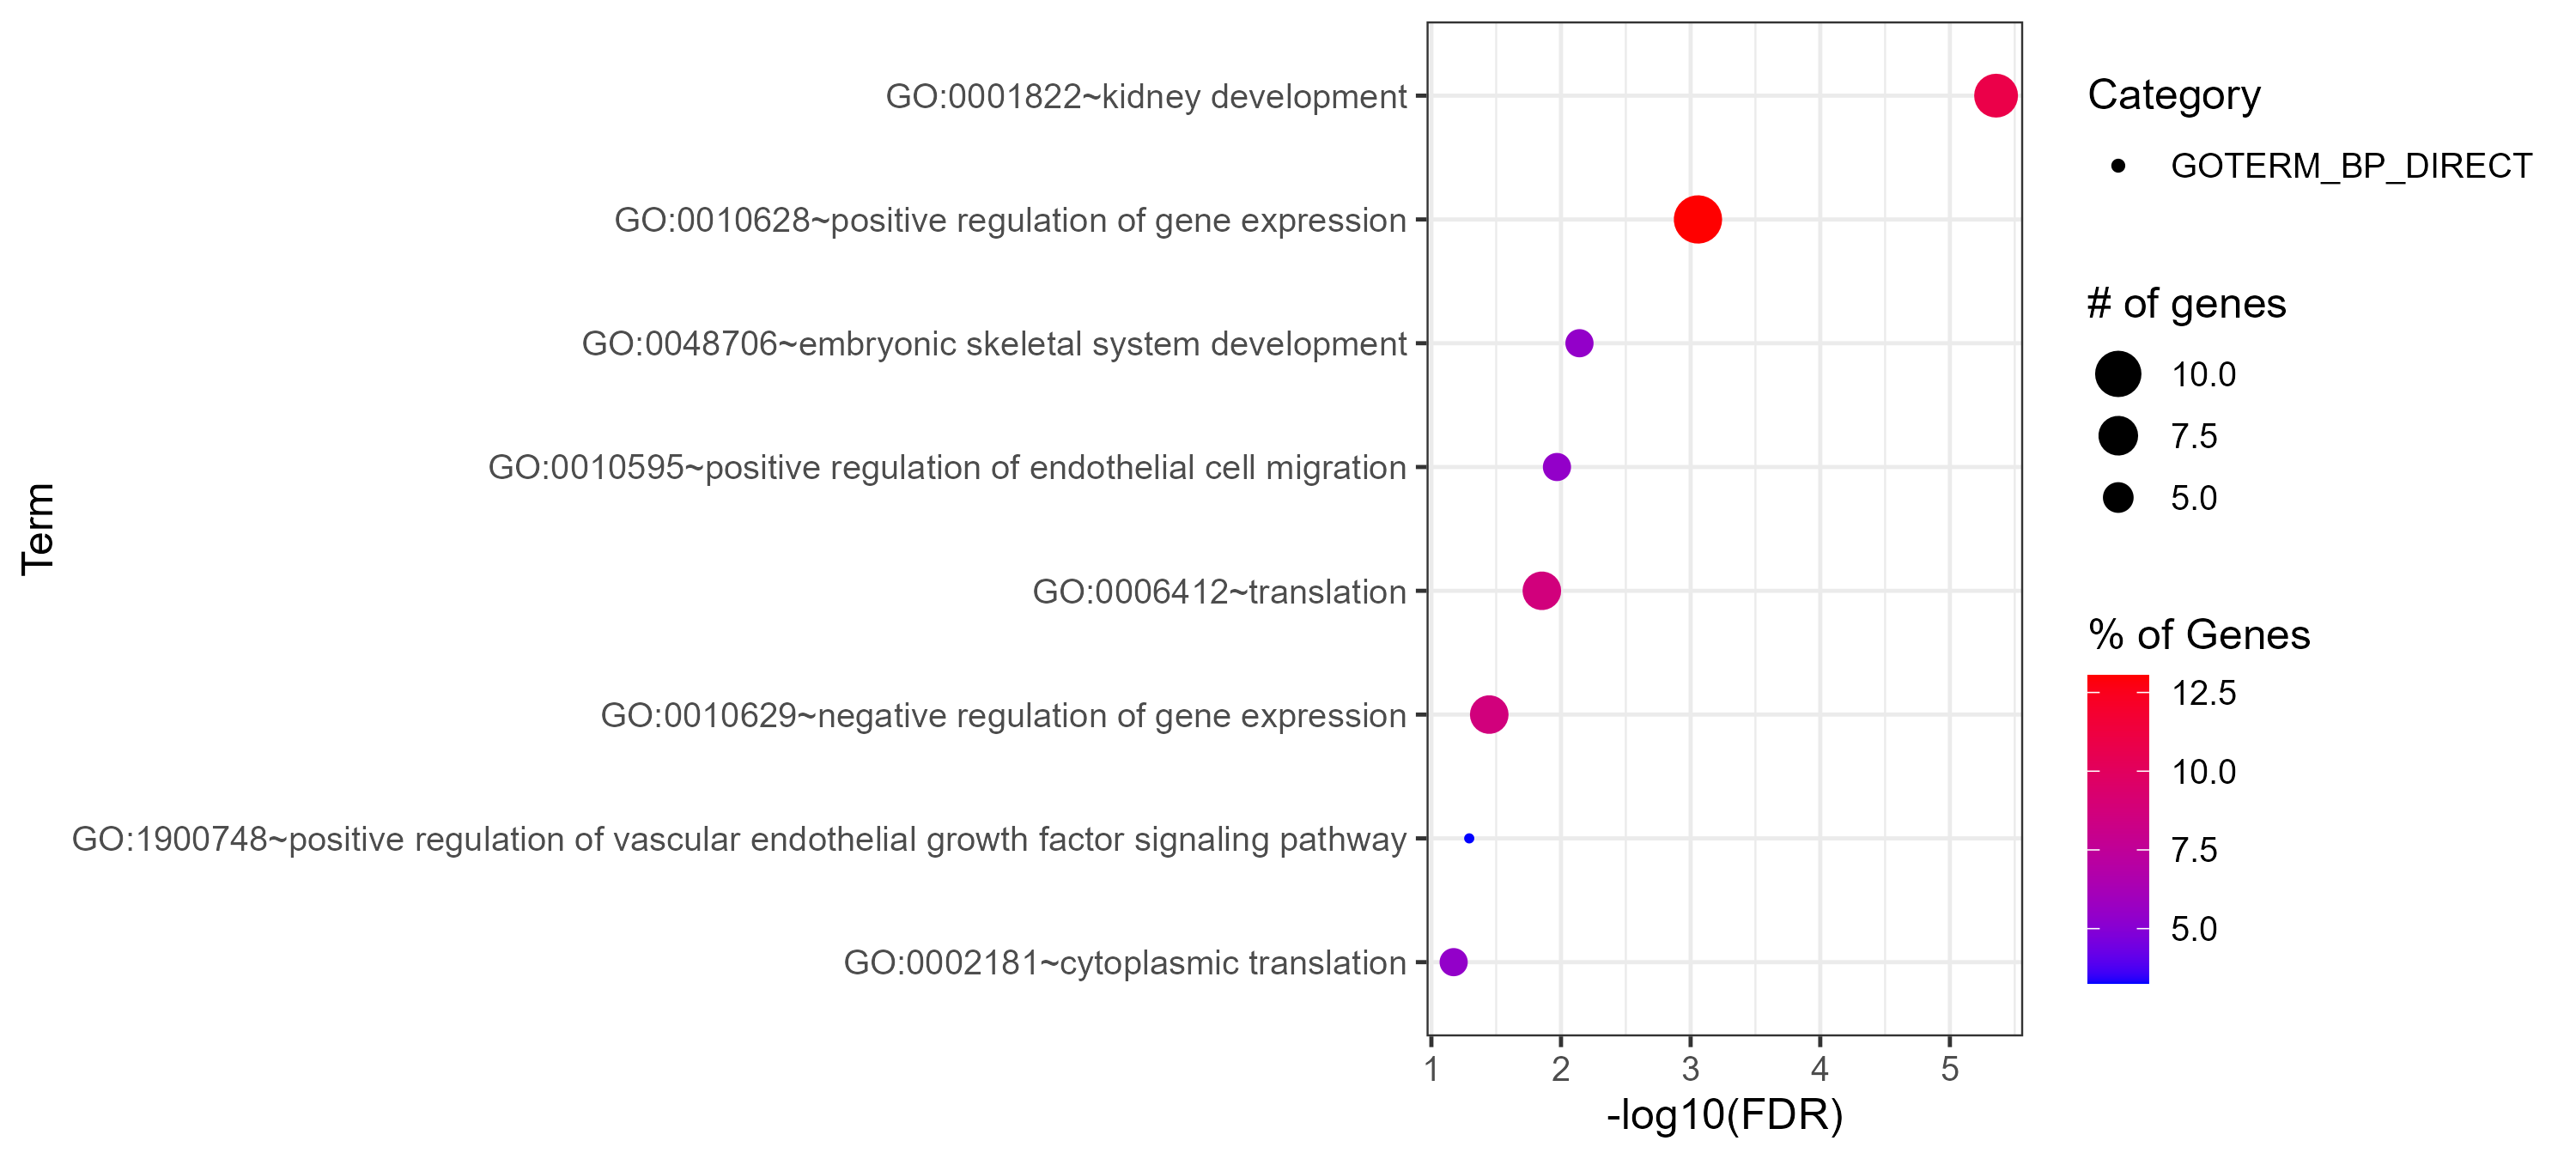 Term
GO:0001822~kidney development
GO:0010628~positive regulation of gene expression
GO:0048706~embryonic skeletal system development
GO:0010595~positive regulation of endothelial cell migration
GO:0006412~translation
GO:0010629~negative regulation of gene expression
GO:1900748~positive regulation of vascular endothelial growth factor signaling pathway
GO:0002181~cytoplasmic translation
1 2 3 4 5
-log10(FDR)
Category
GOTERM_BP_DIRECT
# of genes
10.0
7.5
5.0
% of Genes
12.5
10.0
7.5
5.0